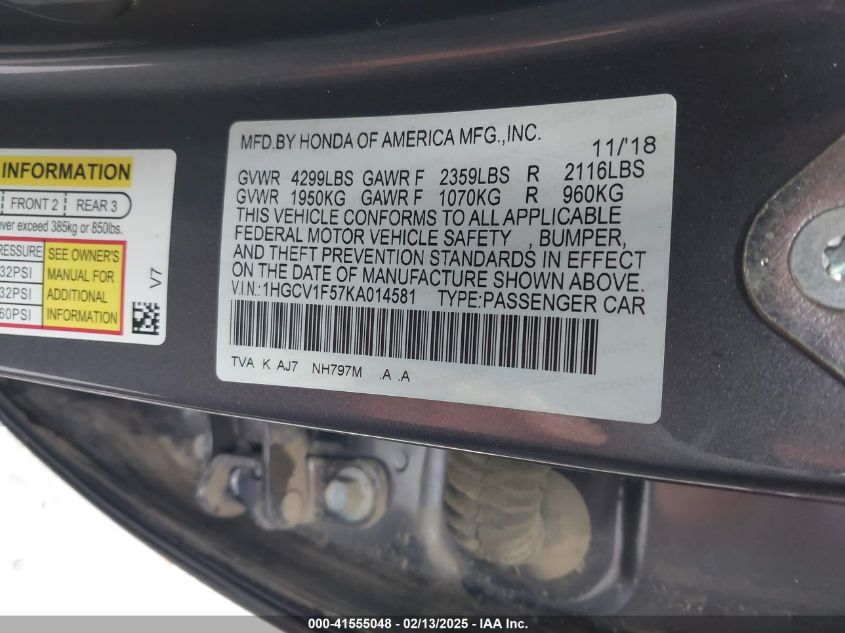 MFD.BY HONDA OF AMERICA MFG.,INC. 11/'18
GVWR 4299LBS GAWR F 2359LBS R 2116LBS
GVWR 1950KG GAWR F 1070KG R 960KG
THIS VEHICLE CONFORMS TO ALL APPLICABLE
FEDERAL MOTOR VEHICLE SAFETY , BUMPER,
AND THEFT PREVENTION STANDARDS IN EFFECT
ON THE DATE OF MANUFACTURE SHOWN ABOVE.
V.I.N.:1HGCV1F57KA014581 TYPE:PASSENGER CAR
TVA K AJ7 NH797M .A .A
INFORMATION
FRONT 2 REAR 3
ever exceed 385kg or 850lbs.
PRESSURE
32PSI
32PSI
60PSI
SEE OWNER'S
MANUAL FOR
ADDITIONAL
INFORMATION
V7
000-41555048 - 02/13/2025 - IAA Inc.